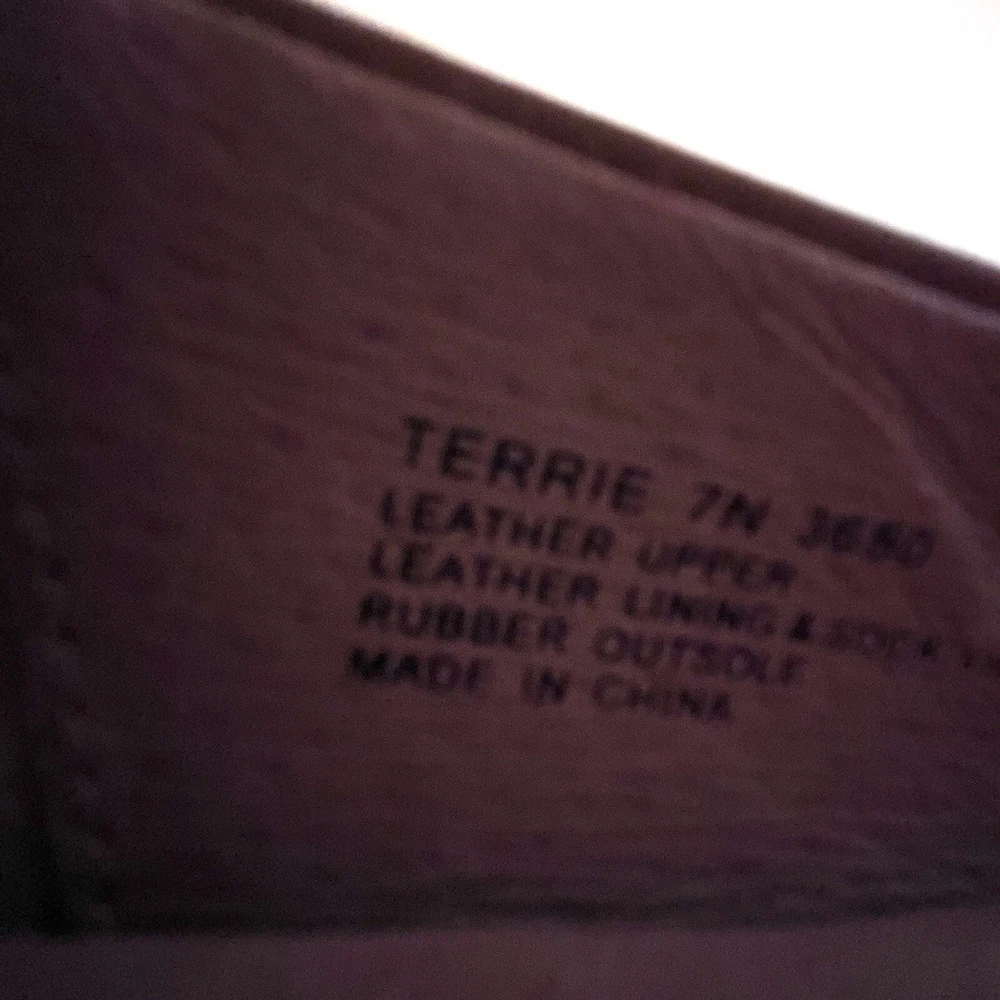 TERRIE 7N
LEATHER UPPER
LEATHER LINING & SOCK
RUBBER OUTSOLE
MADE IN CHINA